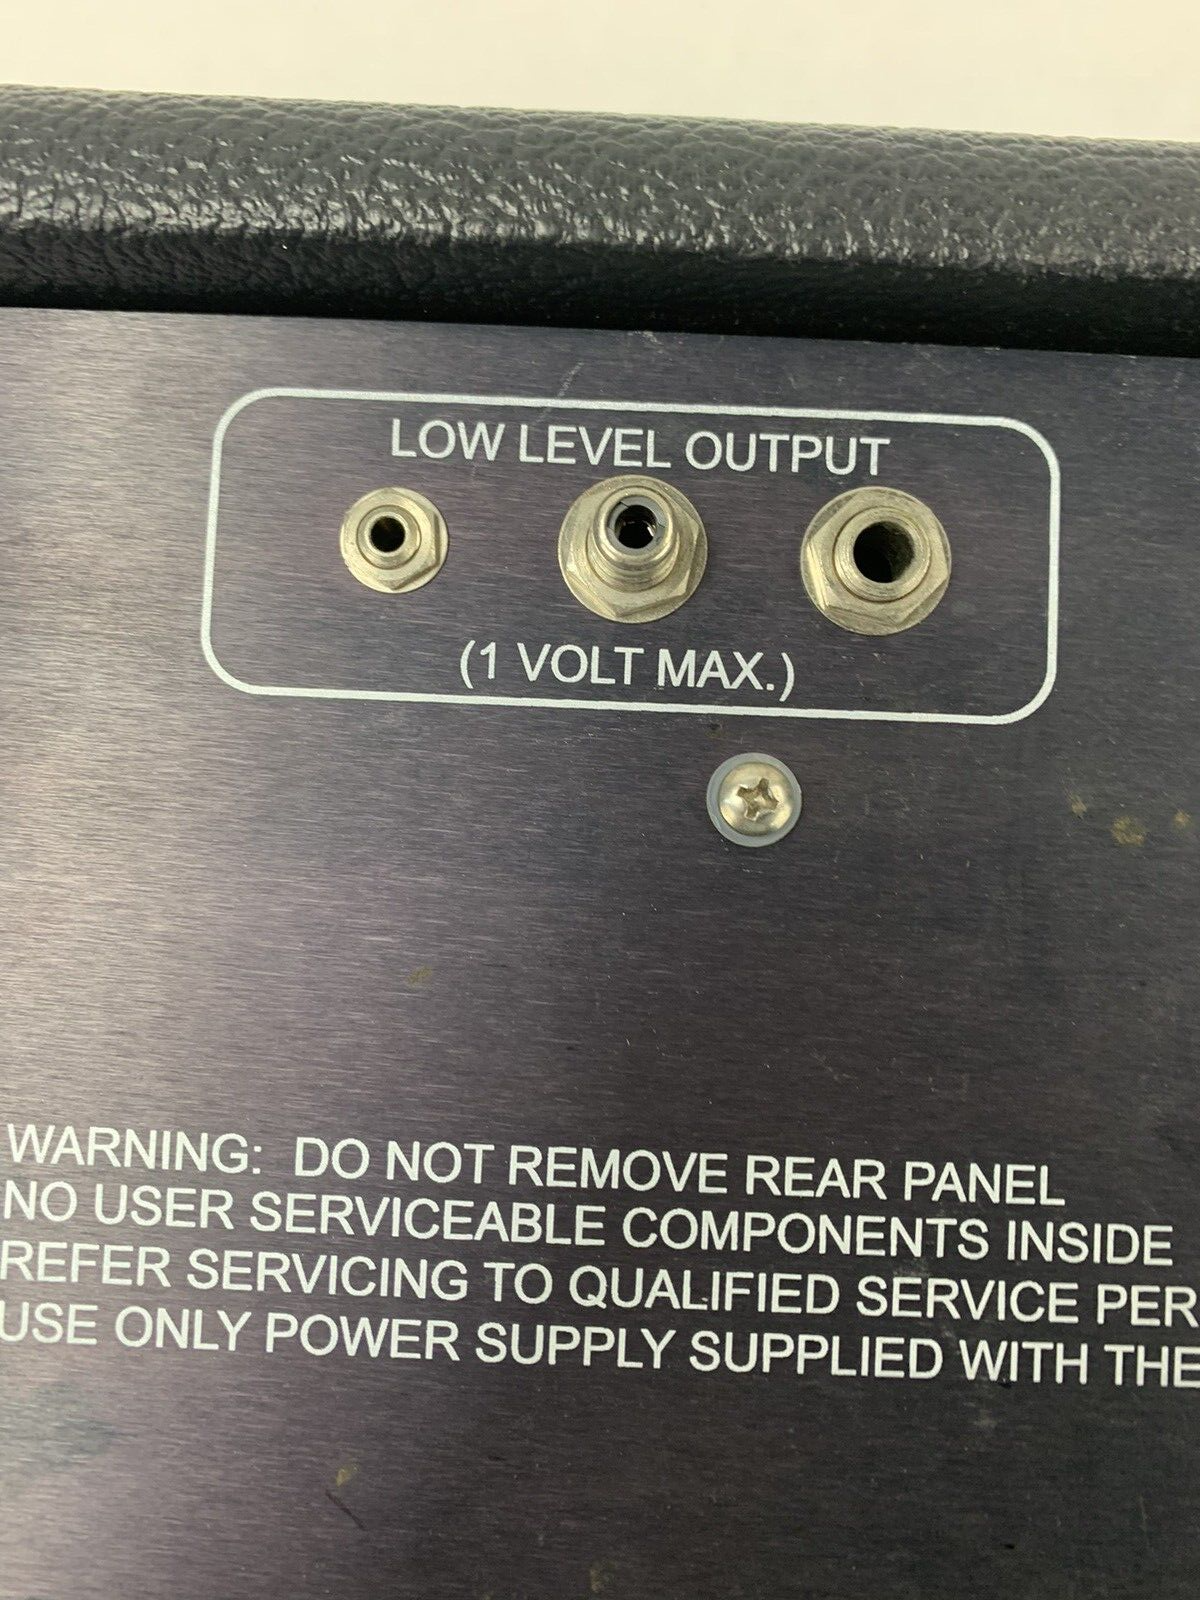 LOW LEVEL OUTPUT
(1 VOLT MAX.)
WARNING: DO NOT REMOVE REAR PANEL
NO USER SERVICEABLE COMPONENTS INSIDE
REFER SERVICING TO QUALIFIED SERVICE PER
USE ONLY POWER SUPPLY SUPPLIED WITH THE